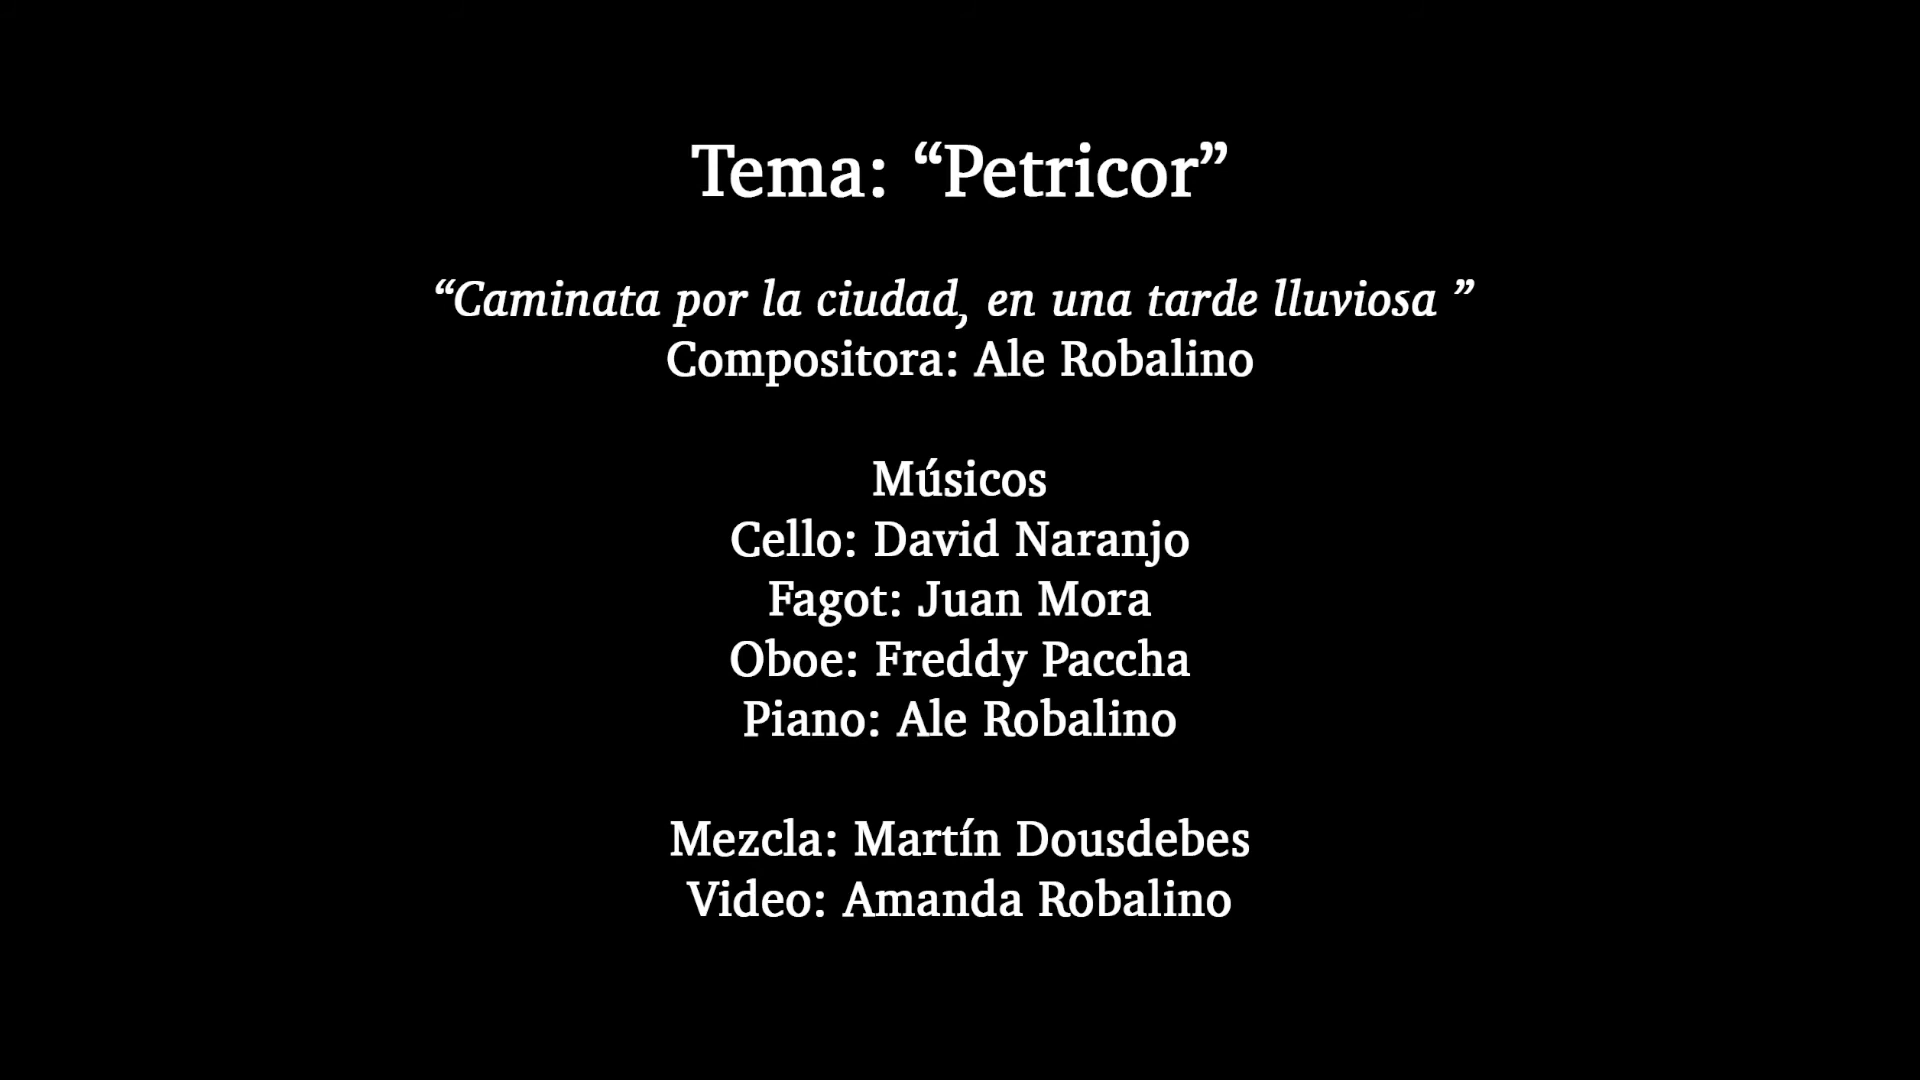 Tema: “Petricor”
“Caminata por la ciudad, en una tarde lluviosa ”
Compositora: Ale Robalino
Músicos
Cello: David Naranjo
Fagot: Juan Mora
Oboe: Freddy Paccha
Piano: Ale Robalino
Mezcla: Martín Dousdebes
Video: Amanda Robalino